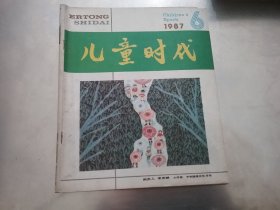 ERTONG
SHIDAI
Children's
Epoch
1987
6
儿童时代